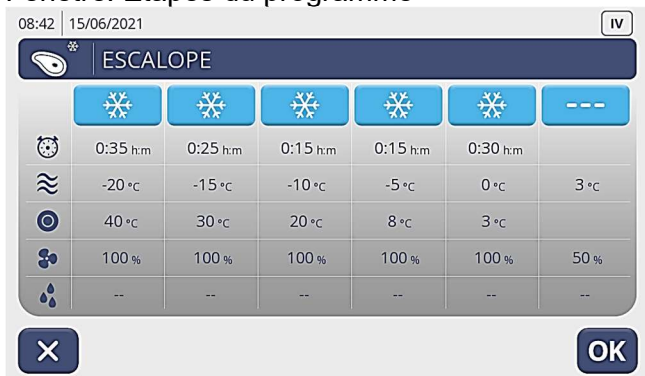 Fenêtre: Étapes du programme
08:42 15/06/2021 IV
ESCALOPE
---
0:35 h:m 0:25 h:m 0:15 h:m 0:15 h:m 0:30 h:m
-20 °C -15 °C -10 °C -5 °C 0 °C 3 °C
40 °C 30 °C 20 °C 8 °C 3 °C
100 % 100 % 100 % 100 % 100 % 50 %
-- -- -- -- -- --
OK